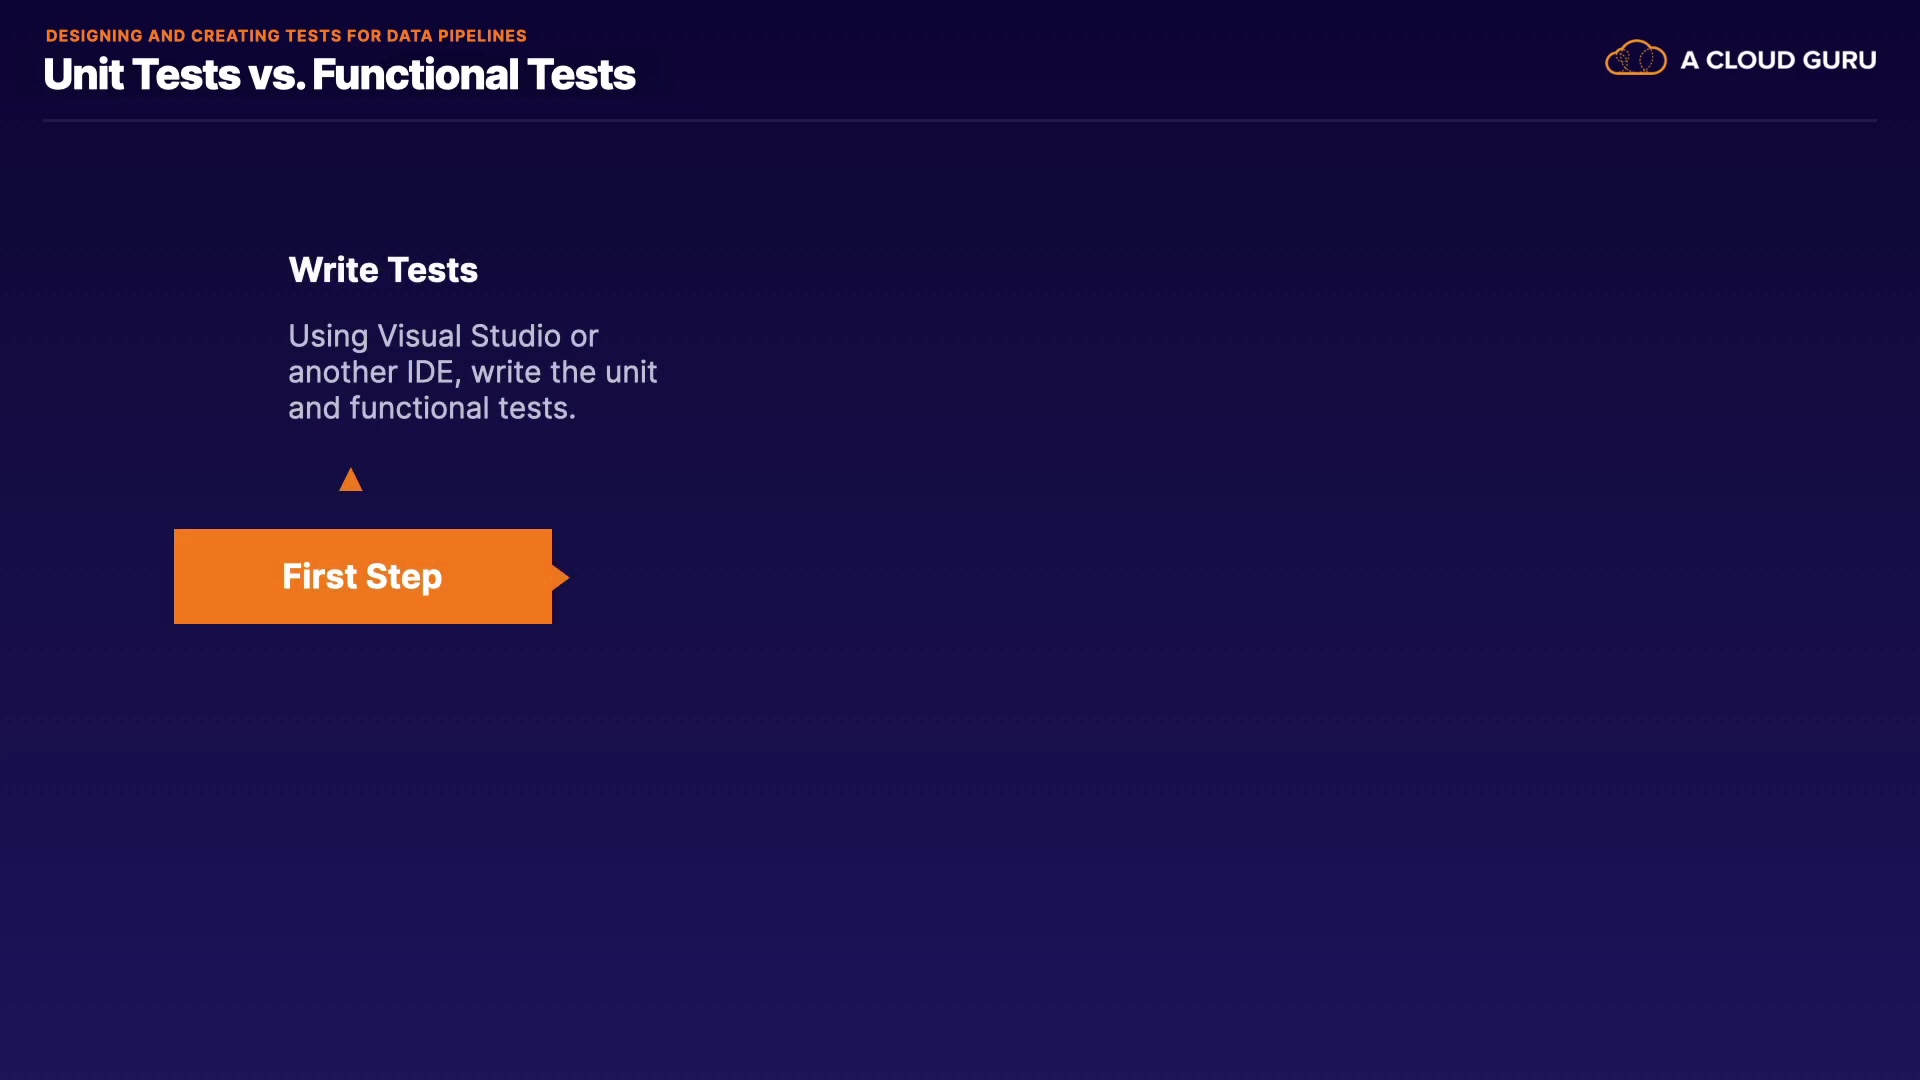 DESIGNING AND CREATING TESTS FOR DATA PIPELINES
Unit Tests vs. Functional Tests
A CLOUD GURU
Write Tests
Using Visual Studio or
another IDE, write the unit
and functional tests.
First Step